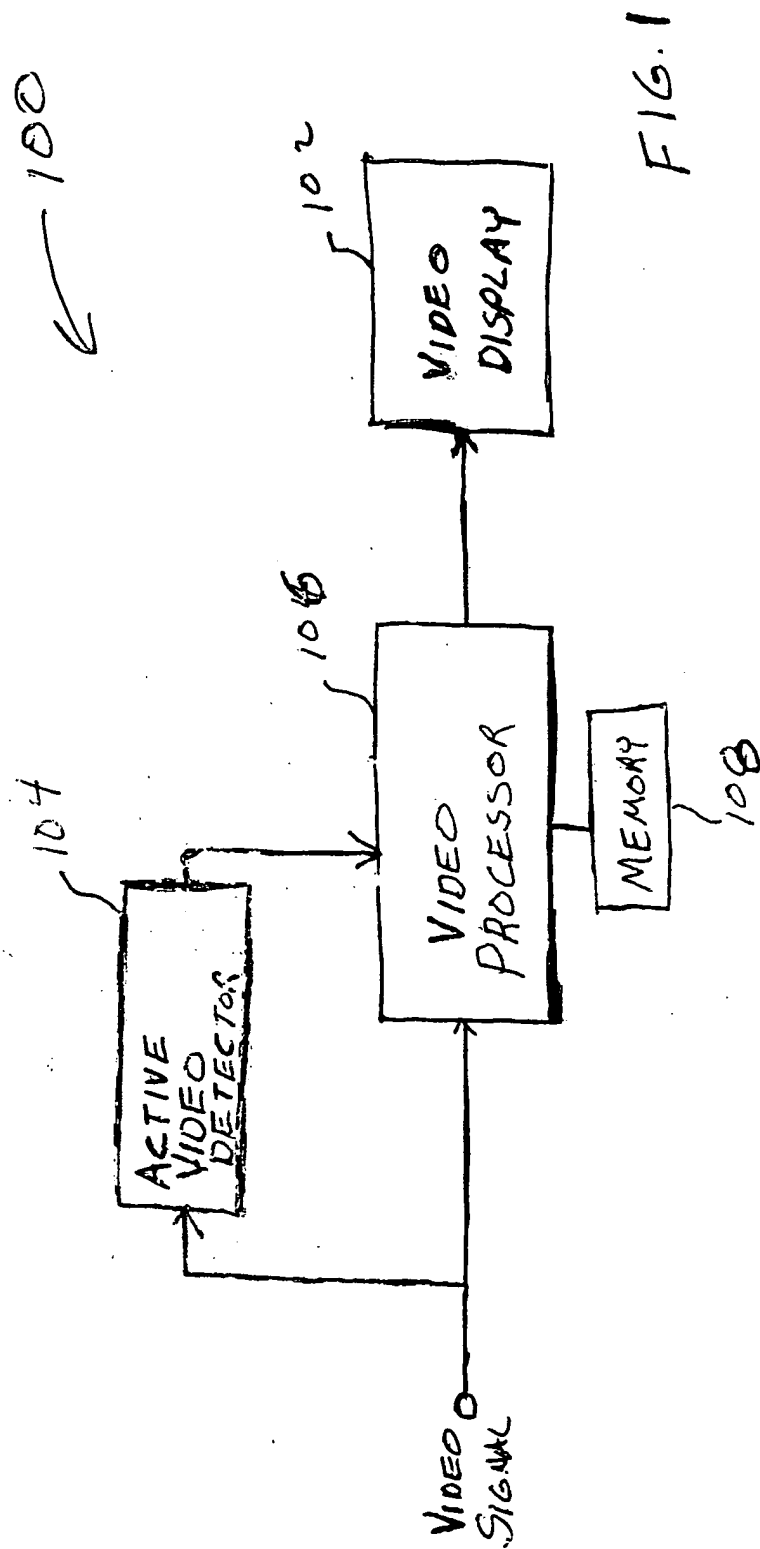 100
104
ACTIVE
VIDEO
DETECTOR
106
102
VIDEO
SIGNAL
VIDEO
PROCESSOR
VIDEO
DISPLAY
MEMORY
108
FIG. 1